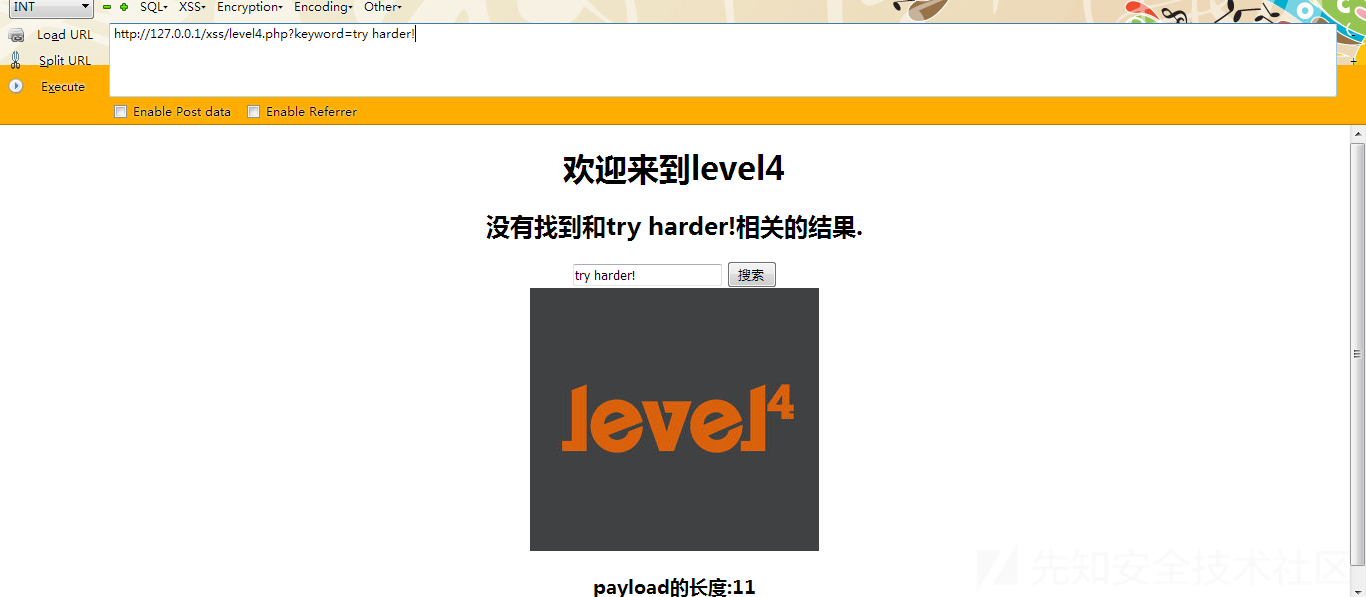 INT SQL▾ XSS▾ Encryption▾ Encoding▾ Other▾
Load URL http://127.0.0.1/xss/level4.php?keyword=try harder!
Split URL
Execute
Enable Post data Enable Referrer
欢迎来到level4
没有找到和try harder!相关的结果.
try harder! 搜索
level4
payload的长度:11
先知安全技术社区